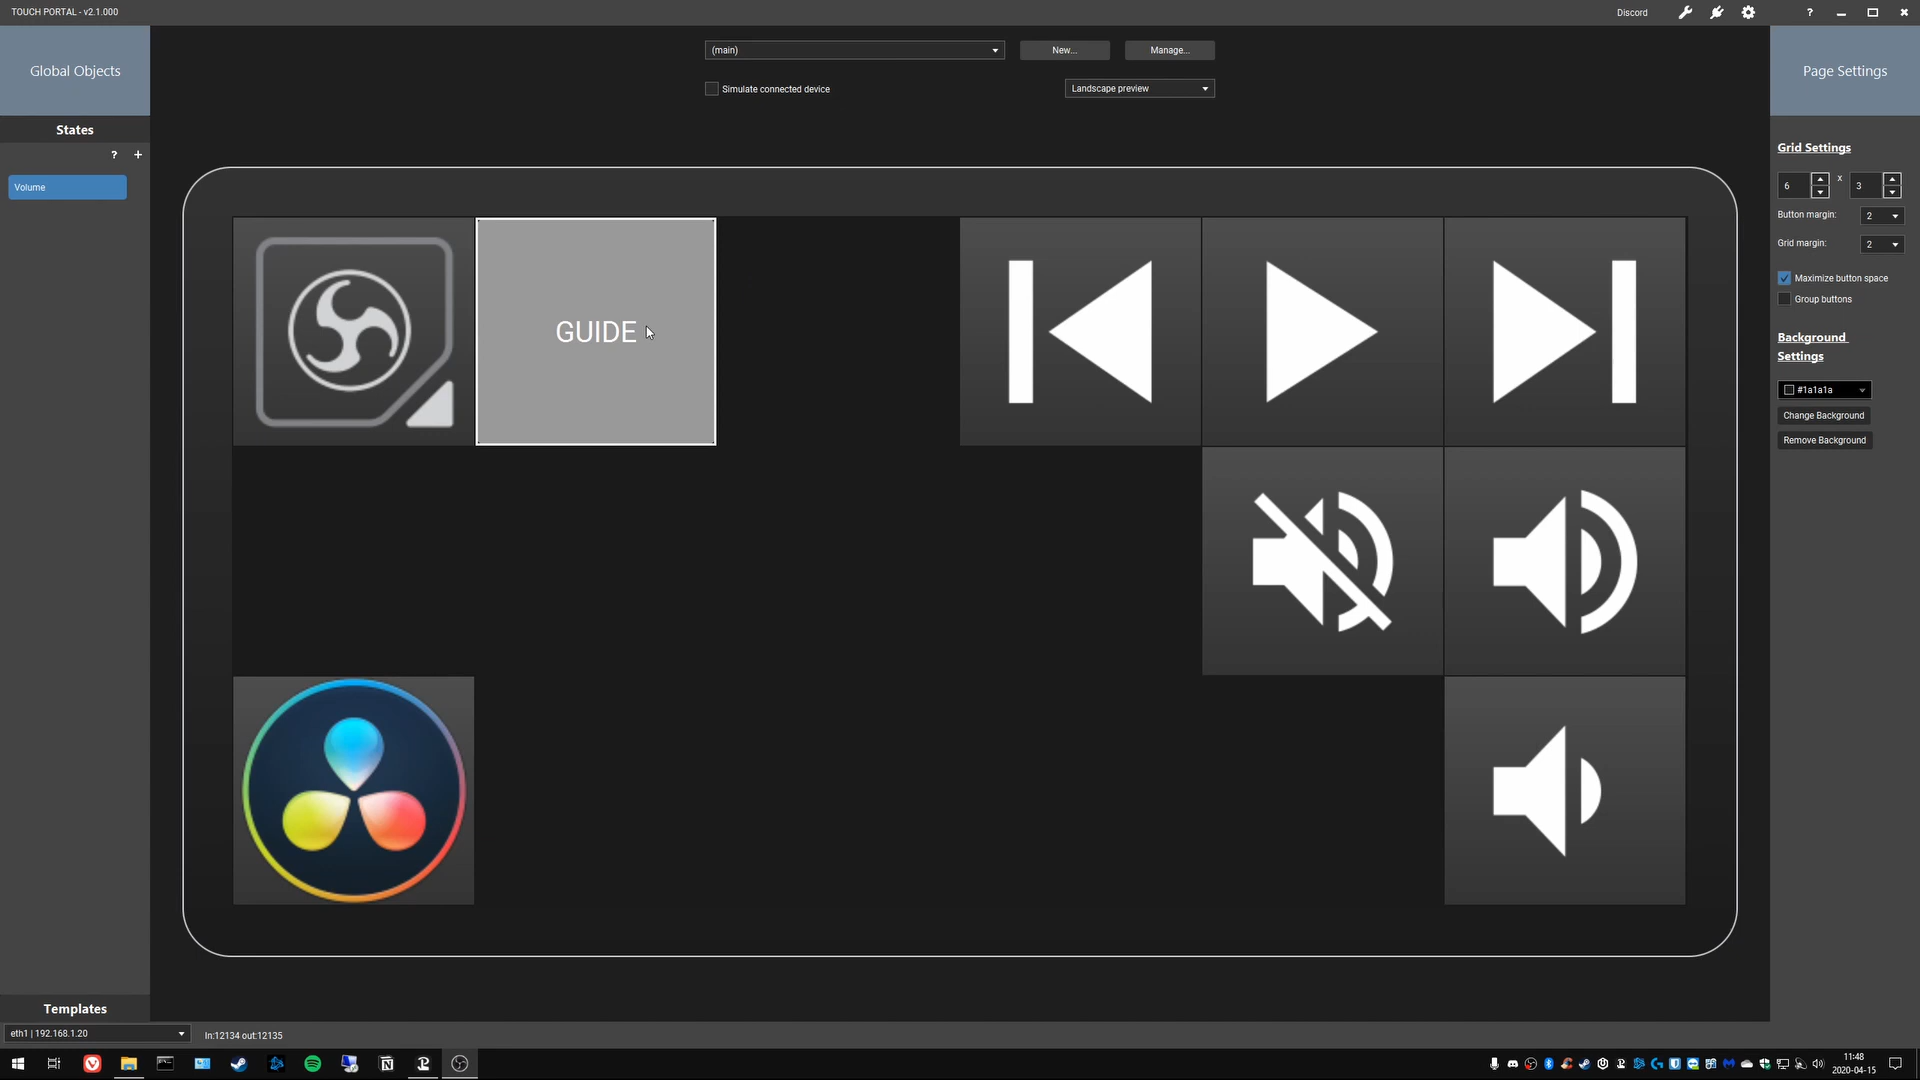 TOUCH PORTAL - v2.1.000
Discord
?
Global Objects
(main)
New...
Manage...
Page Settings
Simulate connected device
Landscape preview
States
? +
Volume
Grid Settings
6 x 3
Button margin: 2
Grid margin: 2
Maximize button space
Group buttons
Background
Settings
#1a1a1a
Change Background
Remove Background
GUIDE
Templates
eth1 | 192.168.1.20
In:12134 out:12135
11:48
2020-04-15